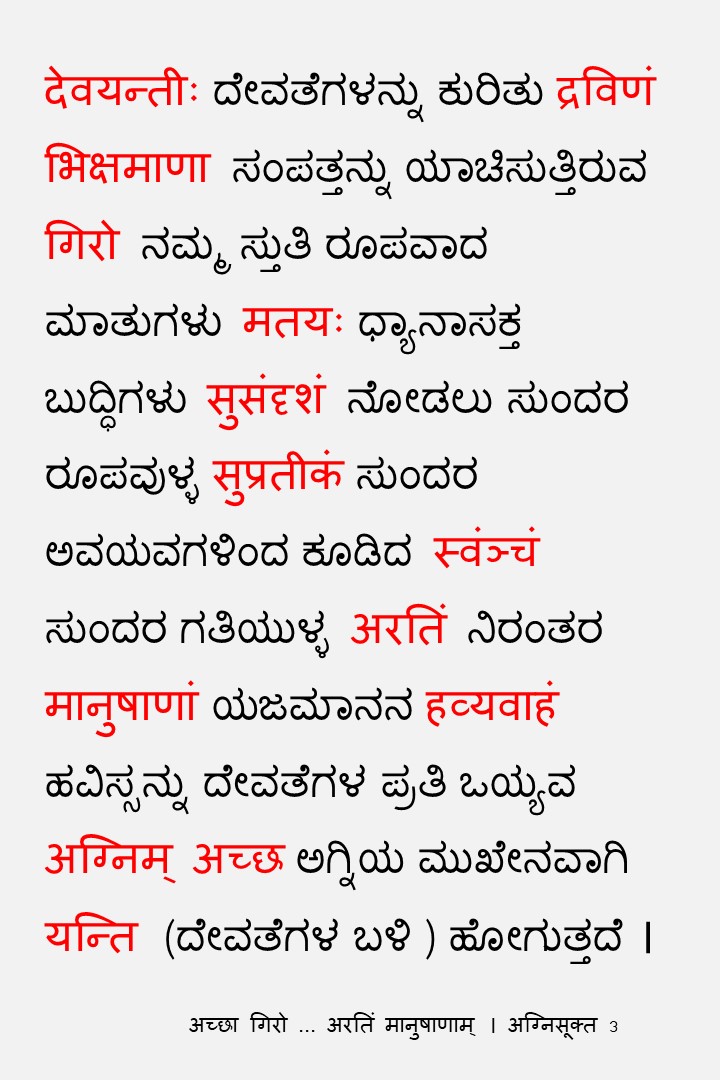 देवयन्तीः ದೇವತೆಗಳನ್ನು ಕುರಿತು द्रविणं
भिक्षमाणा ಸಂಪತ್ತನ್ನು ಯಾಚಿಸುತ್ತಿರುವ
गिरो ನಮ್ಮ ಸ್ತುತಿ ರೂಪವಾದ
ಮಾತುಗಳು मतयः ಧ್ಯಾನಾಸಕ್ತ
ಬುದ್ಧಿಗಳು सुसंदृशं ನೋಡಲು ಸುಂದರ
ರೂಪವುಳ್ಳ सुप्रतीकं ಸುಂದರ
ಅವಯವಗಳಿಂದ ಕೂಡಿದ स्वंञ्चं
ಸುಂದರ ಗತಿಯುಳ್ಳ अरतिं ನಿರಂತರ
मानुषाणां ಯಜಮಾನನ हव्यवाहं
ಹವಿಸ್ಸನ್ನು ದೇವತೆಗಳ ಪ್ರತಿ ಒಯ್ಯುವ
अग्निम् अच्छ ಅಗ್ನಿಯ ಮುಖೇನವಾಗಿ
यन्ति (ದೇವತೆಗಳ ಬಳಿ ) ಹೋಗುತ್ತದೆ ।
अच्छा गिरो ... अरतिं मानुषाणाम् । अग्निसूक्त 3